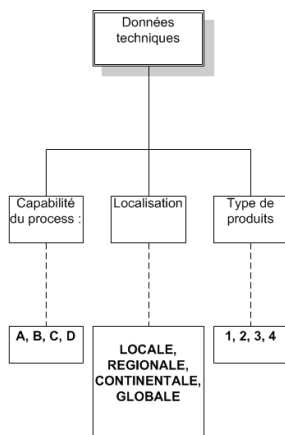 Données
techniques
Capabilité
du process :
Localisation
Type de
produits
A, B, C, D
LOCALE,
REGIONALE,
CONTINENTALE,
GLOBALE
1, 2, 3, 4